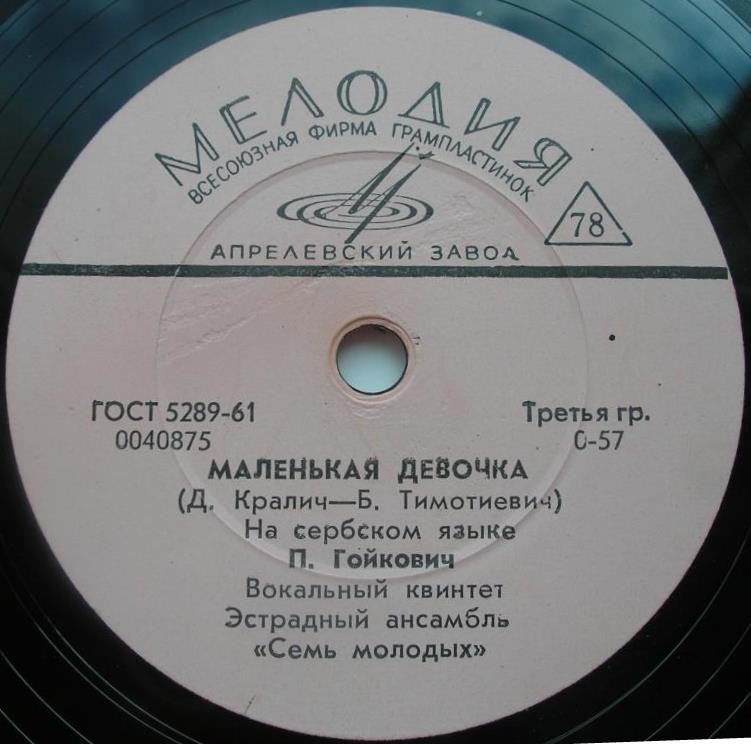 МЕЛОДИЯ
ВСЕСОЮЗНАЯ ФИРМА ГРАМПЛАСТИНОК
78
АПРЕЛЕВСКИЙ ЗАВОД
ГОСТ 5289-61
Третья гр.
0040875
0-57
МАЛЕНЬКАЯ ДЕВОЧКА
(Д. Кралич—Б. Тимотиевич)
На сербском языке
П. Гойкович
Вокальный квинтет
Эстрадный ансамбль
«Семь молодых»